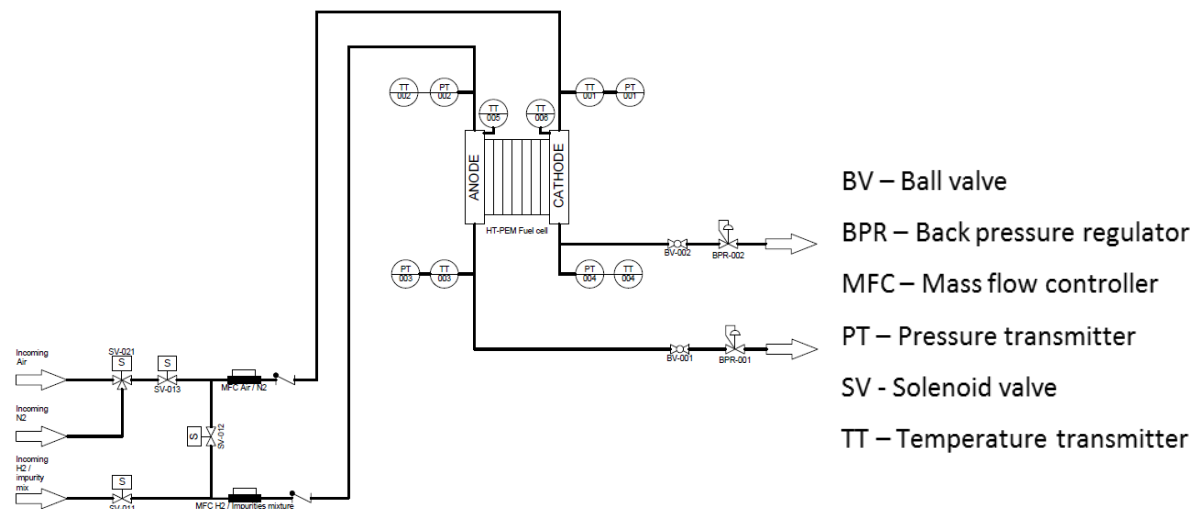 TT
002
PT
002
TT
001
PT
001
TT
005
TT
006
ANODE
CATHODE
HT-PEM Fuel cell
BV – Ball valve
BPR – Back pressure regulator
MFC – Mass flow controller
PT – Pressure transmitter
SV - Solenoid valve
TT – Temperature transmitter
BV-002
BPR-002
PT
003
TT
003
PT
004
TT
004
BV-001
BPR-001
Incoming
Air
SV-021
S
S
SV-013
MFC Air / N2
Incoming
N2
S
SV-012
Incoming
H2 /
impurity
mix
S
SV-011
MFC H2 / Impurities mixture